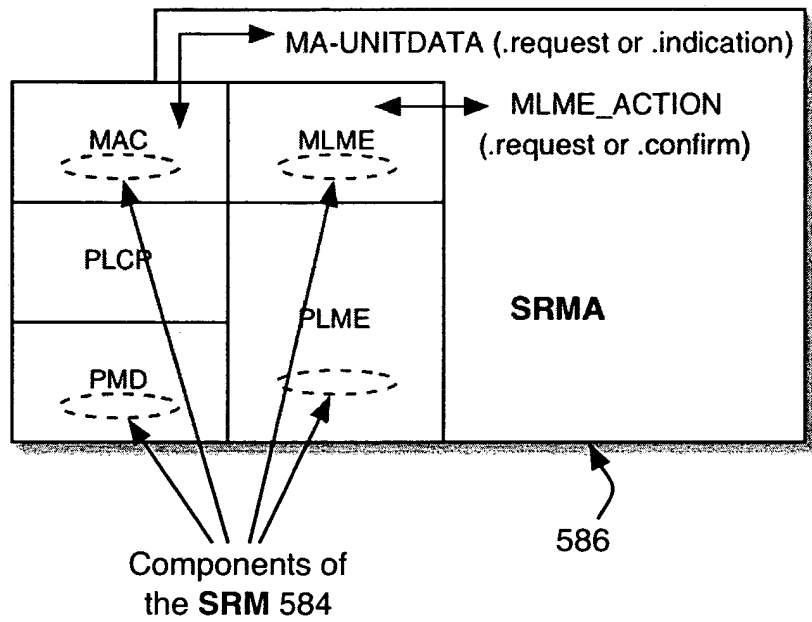 MA-UNITDATA (.request or .indication)
MAC
MLME
MLME_ACTION
(.request or .confirm)
PLCP
PLME
SRMA
PMD
586
Components of
the SRM 584